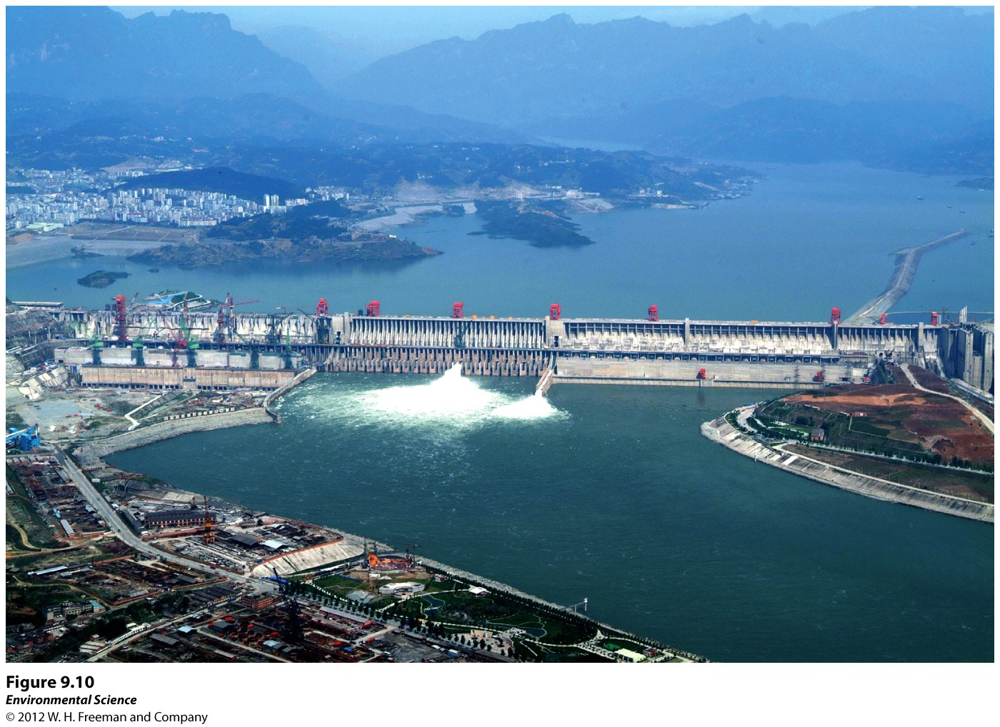 Figure 9.10
Environmental Science
© 2012 W. H. Freeman and Company